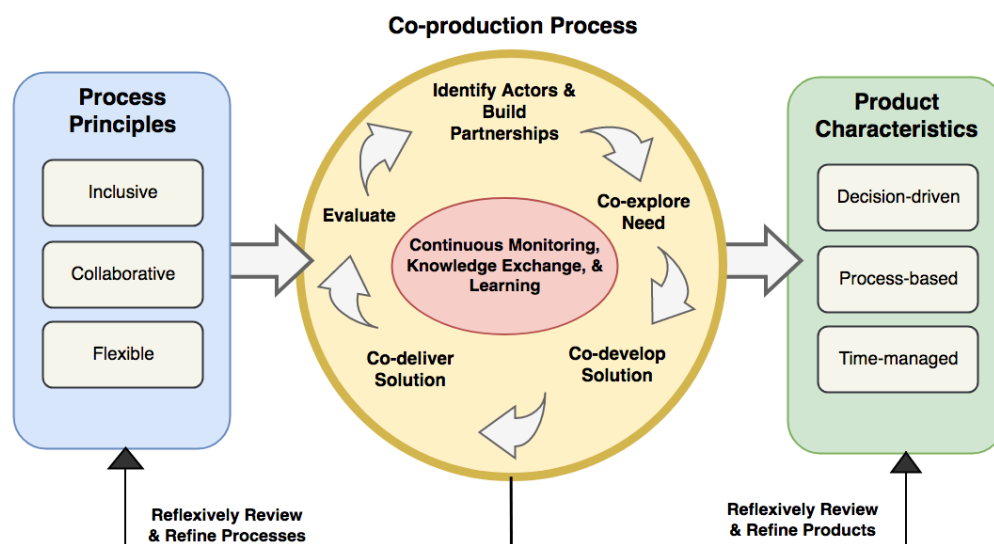 Co-production Process
Process
Principles
Inclusive
Collaborative
Flexible
Identify Actors &
Build
Partnerships
Co-explore
Need
Co-develop
Solution
Co-deliver
Solution
Evaluate
Continuous Monitoring,
Knowledge Exchange, &
Learning
Product
Characteristics
Decision-driven
Process-based
Time-managed
Reflexively Review
& Refine Processes
Reflexively Review
& Refine Products